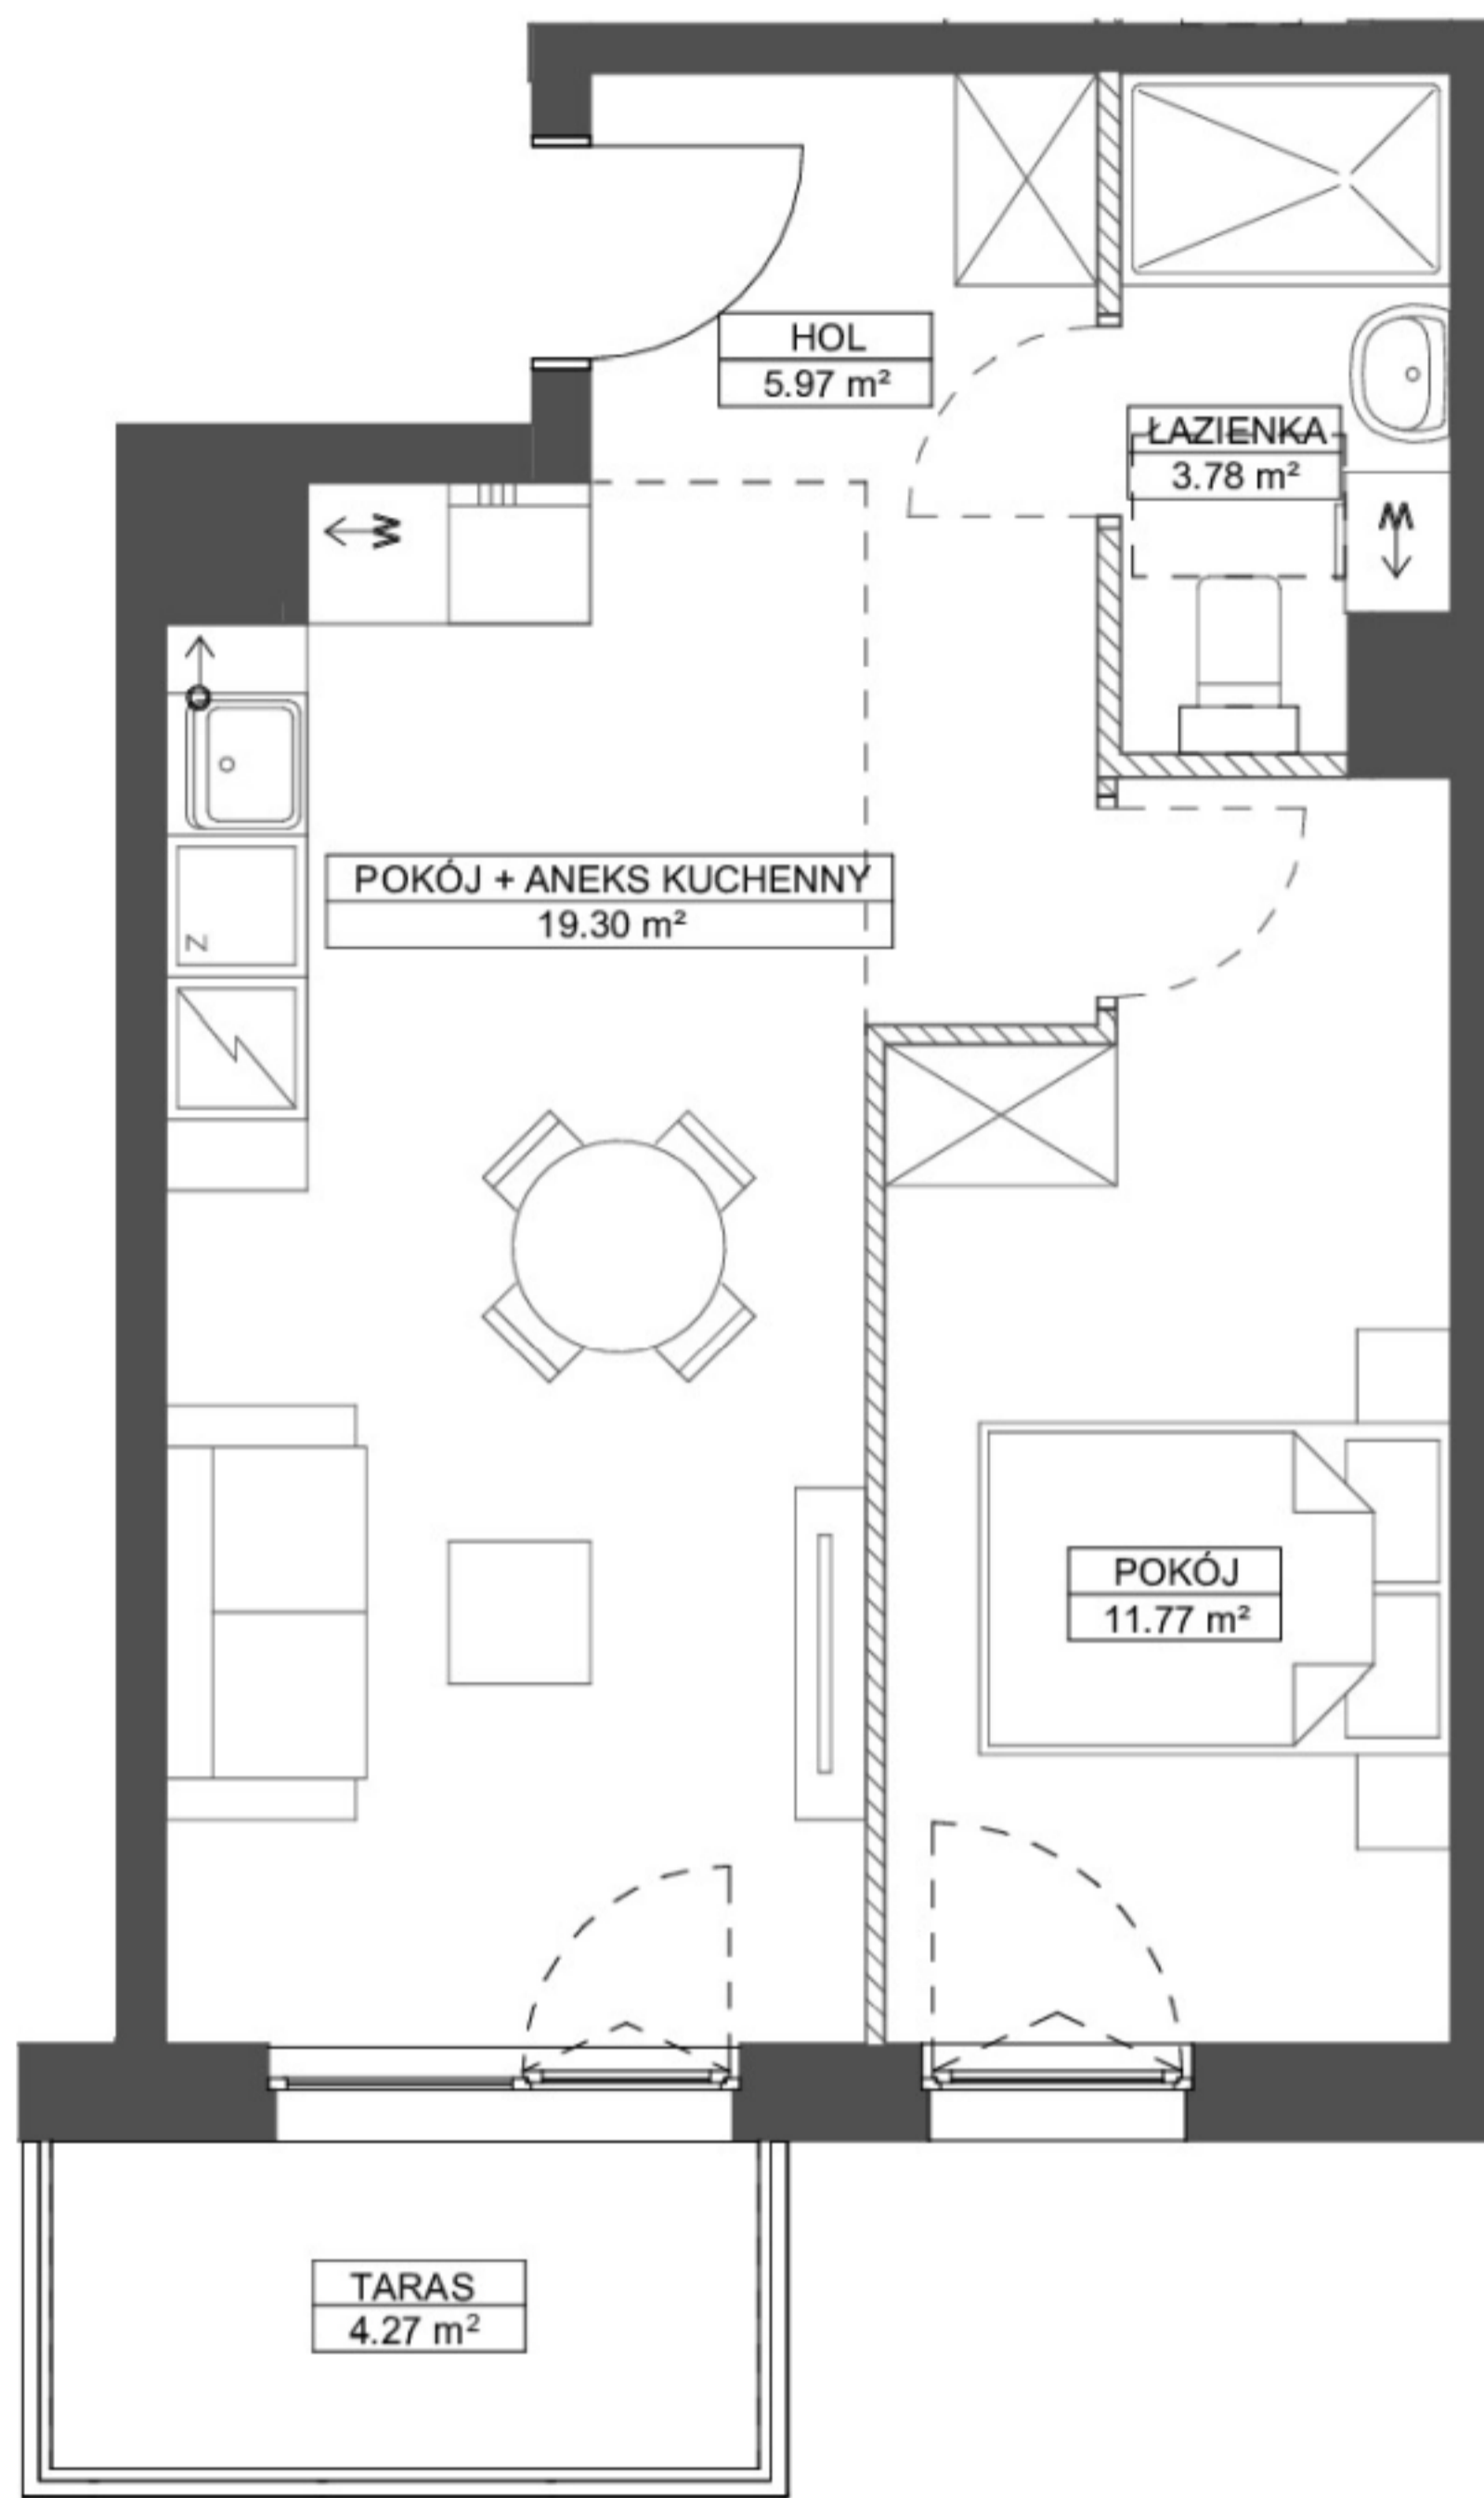 HOL
5.97 m²
ŁAZIENKA
3.78 m²
W
W
POKÓJ + ANEKS KUCHENNY
19.30 m²
Z
POKÓJ
11.77 m²
TARAS
4.27 m²